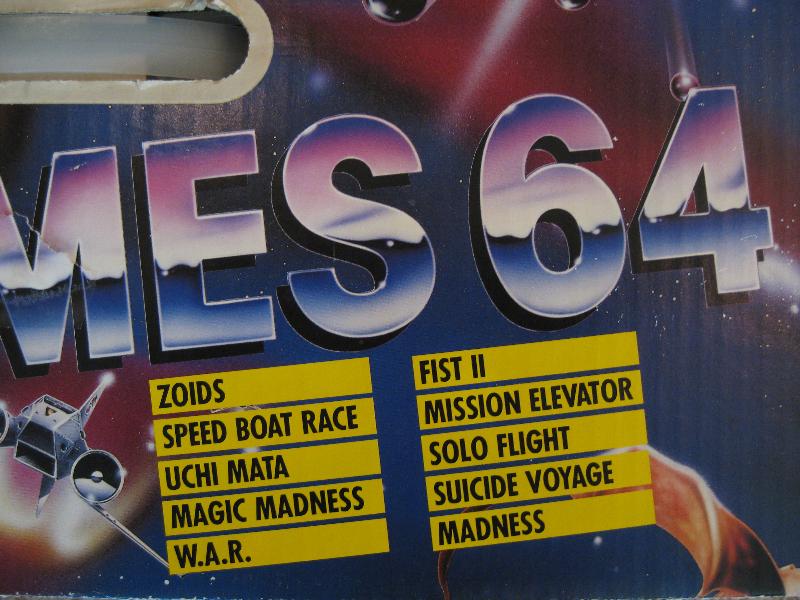 MES 64
ZOIDS
SPEED BOAT RACE
UCHI MATA
MAGIC MADNESS
W.A.R.
FIST II
MISSION ELEVATOR
SOLO FLIGHT
SUICIDE VOYAGE
MADNESS